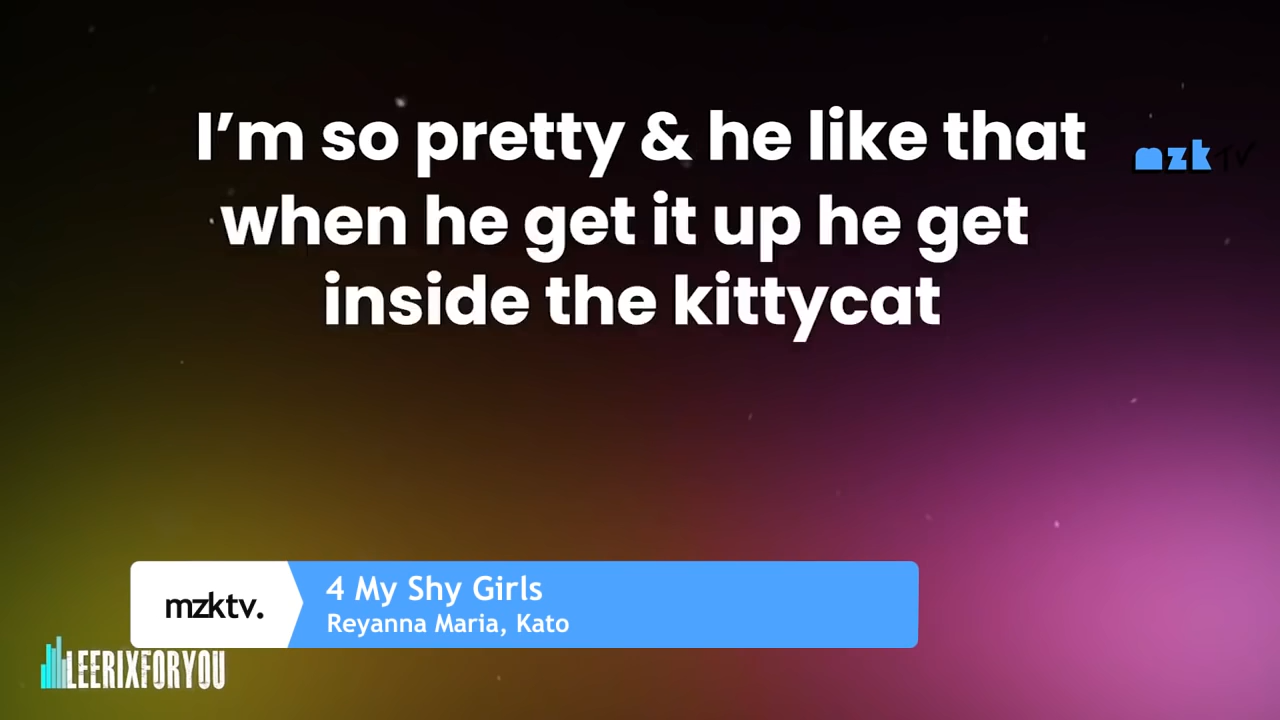 I’m so pretty & he like that
mzkTV
when he get it up he get
inside the kittycat
mzktv.
4 My Shy Girls
Reyanna Maria, Kato
LEERIXFORYOU